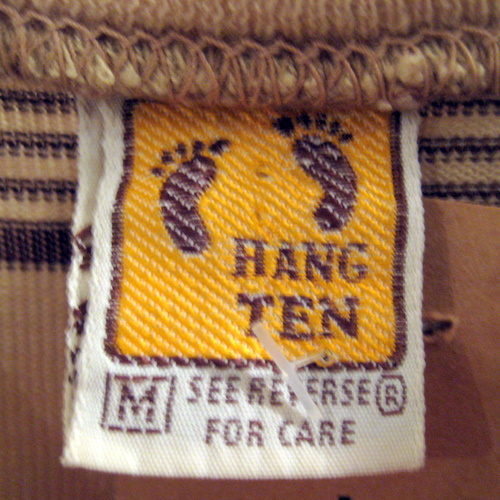 HANG
TEN
M SEE REVERSE ®
FOR CARE